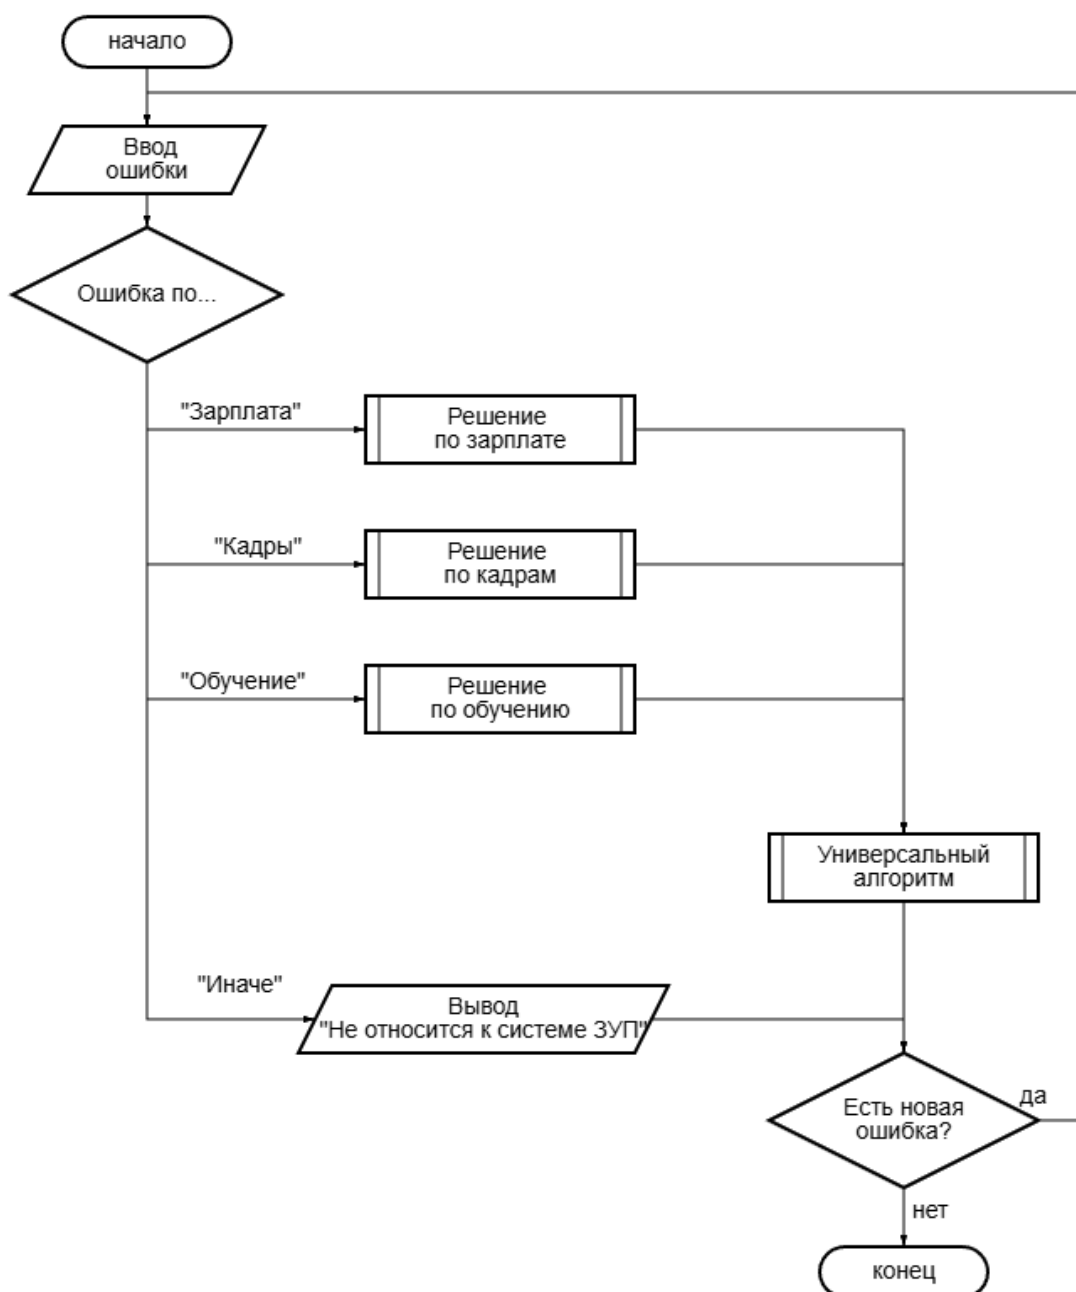 начало
Ввод
ошибки
Ошибка по...
"Зарплата"
Решение
по зарплате
"Кадры"
Решение
по кадрам
"Обучение"
Решение
по обучению
Универсальный
алгоритм
"Иначе"
Вывод
"Не относится к системе ЗУП"
Есть новая
ошибка?
да
нет
конец